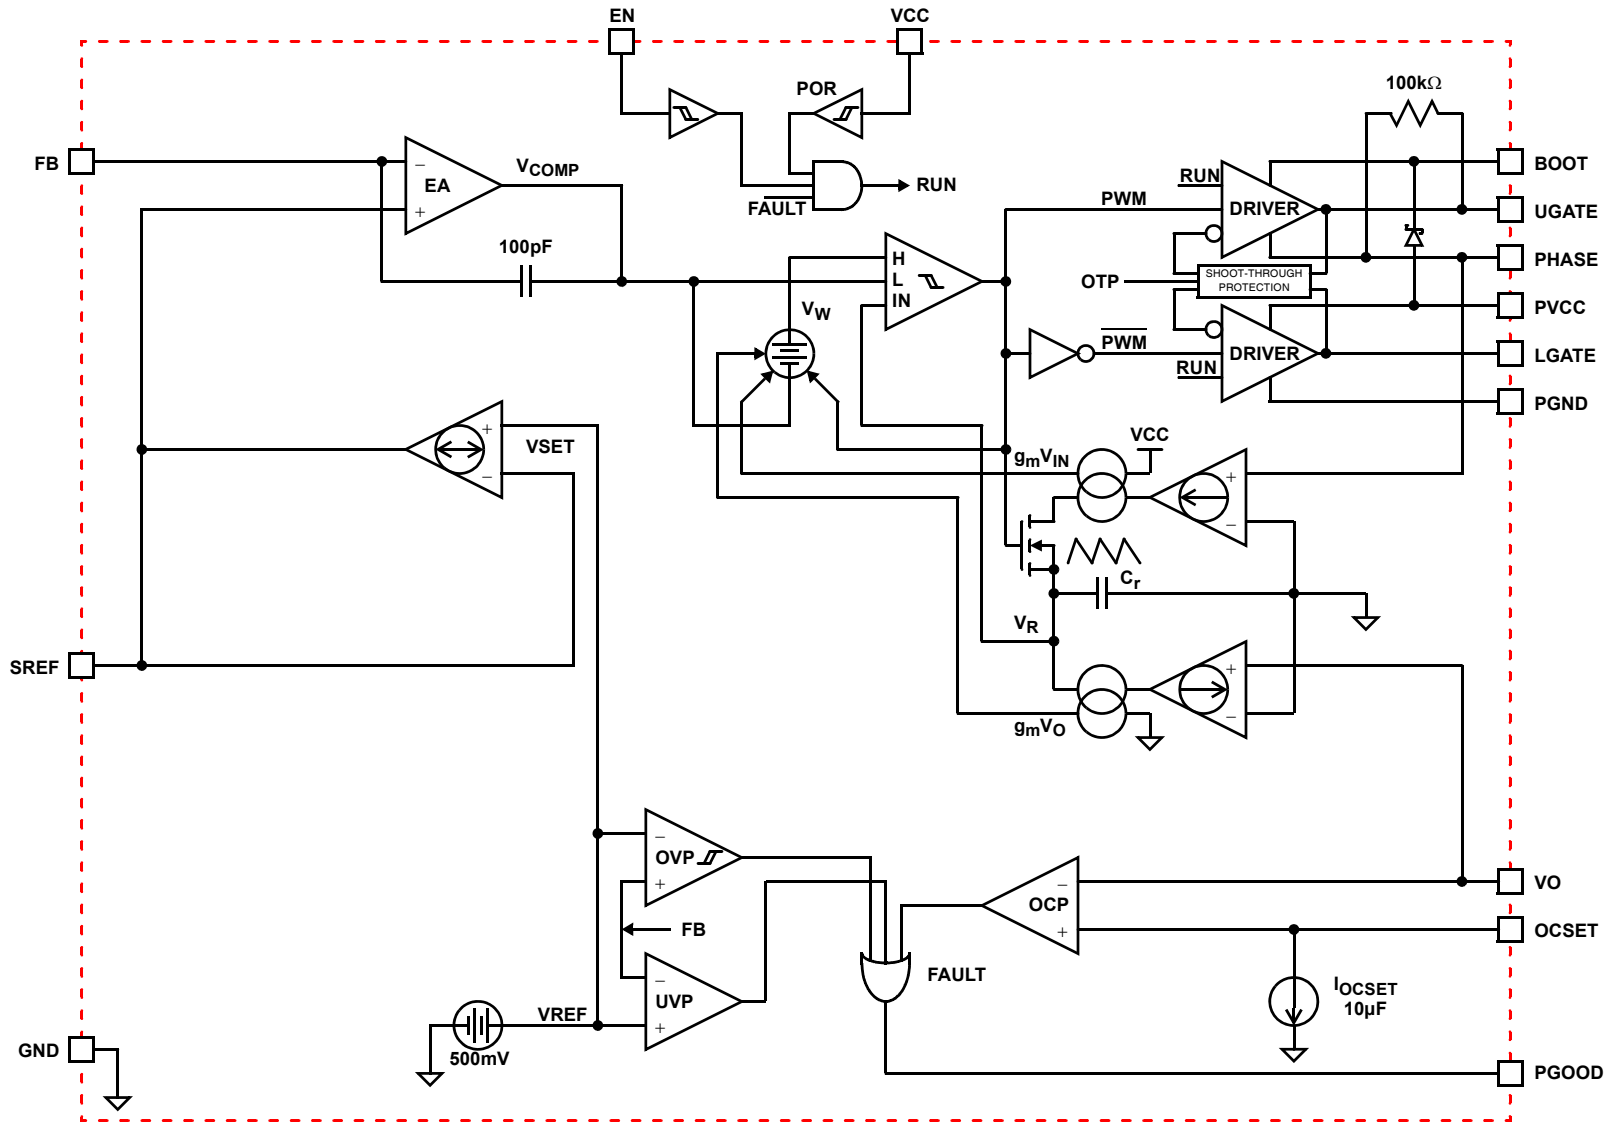 EN
VCC
POR
100kΩ
FB
−
EA
+
VCOMP
FAULT
RUN
RUN
PWM
DRIVER
BOOT
UGATE
PHASE
PVCC
LGATE
PGND
100pF
H
L
IN
VW
OTP
SHOOT-THROUGH
PROTECTION
PWM
DRIVER
RUN
+
VSET
−
gmVIN
VCC
+
−
Cr
VR
SREF
+
−
gmVO
−
OVP
+
FB
−
UVP
+
VREF
500mV
GND
FAULT
−
OCP
+
VO
OCSET
IOCSET
10µF
PGOOD